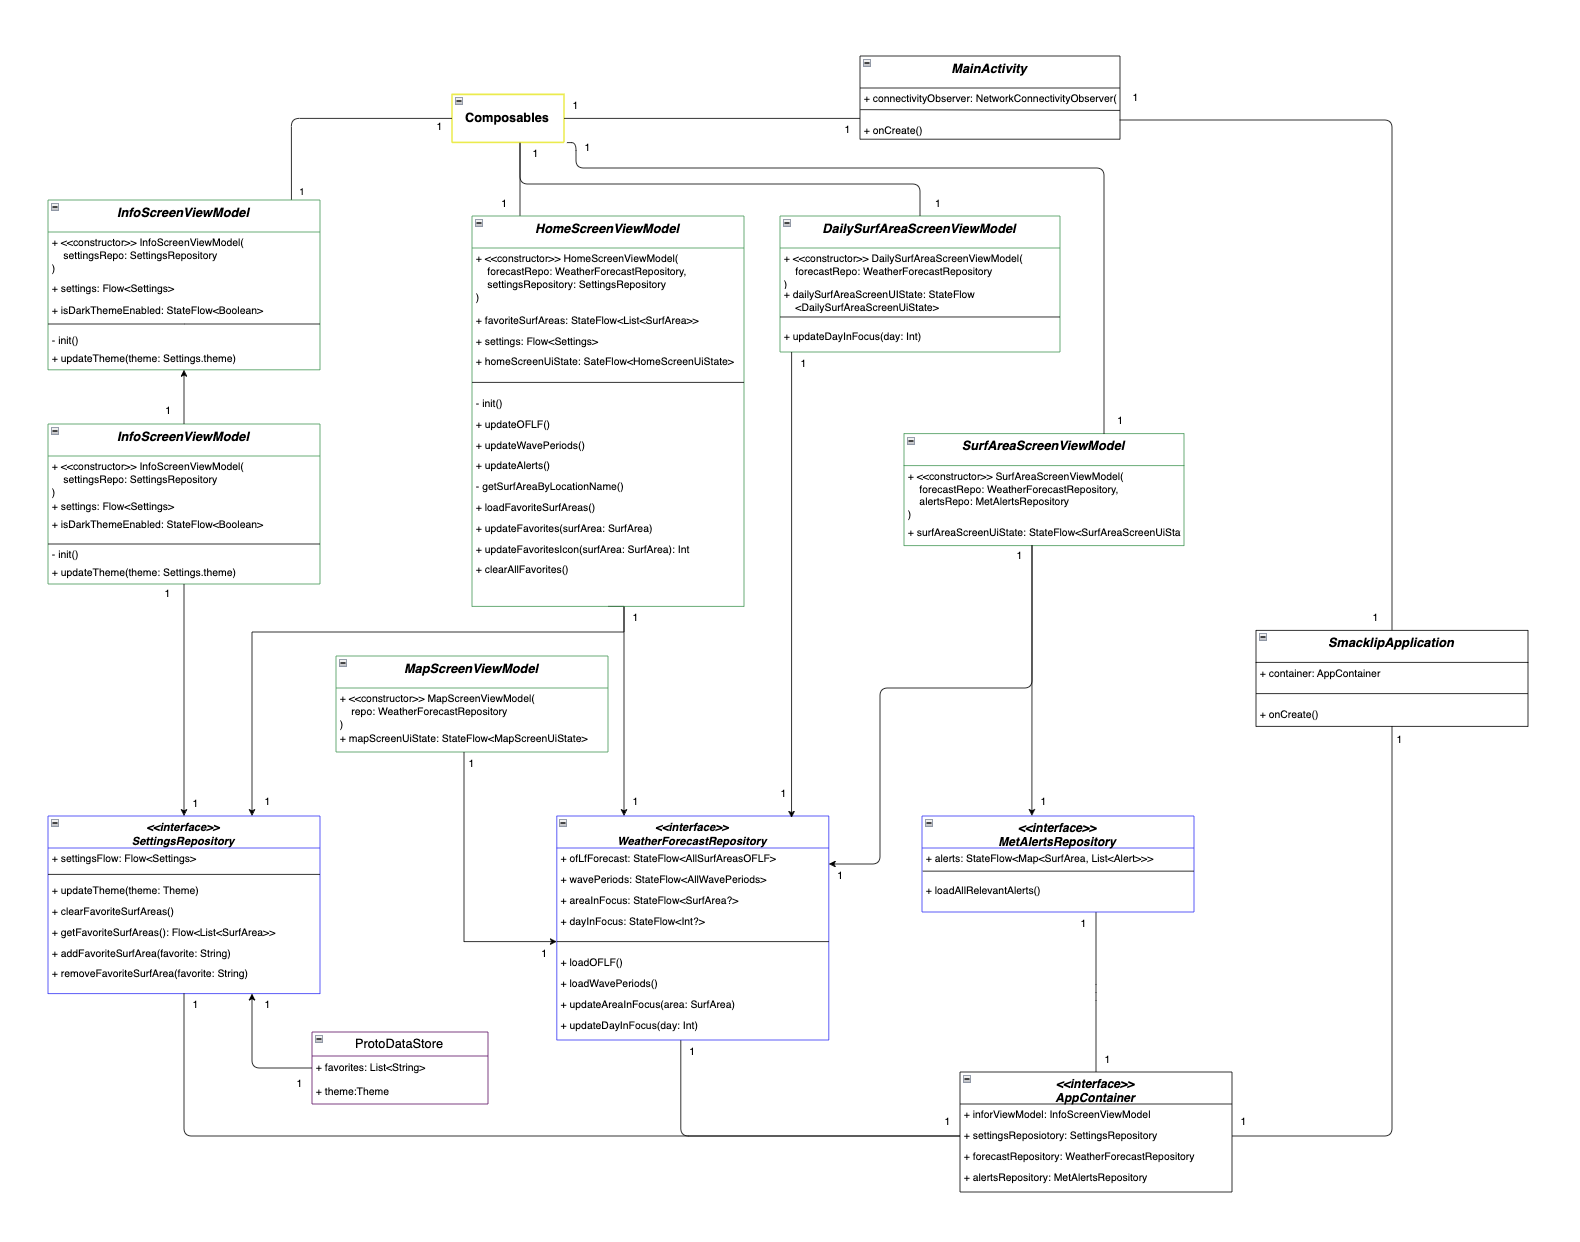 MainActivity
+ connectivityObserver: NetworkConnectivityObserver(
+ onCreate()
1
1
1
Composables
1
1
1
1
InfoScreenViewModel
+ <<constructor>> InfoScreenViewModel(
settingsRepo: SettingsRepository
)
+ settings: Flow<Settings>
+ isDarkThemeEnabled: StateFlow<Boolean>
- init()
+ updateTheme(theme: Settings.theme)
1
1
HomeScreenViewModel
+ <<constructor>> HomeScreenViewModel(
forecastRepo: WeatherForecastRepository,
settingsRepository: SettingsRepository
)
+ favoriteSurfAreas: StateFlow<List<SurfArea>>
+ settings: Flow<Settings>
+ homeScreenUiState: SateFlow<HomeScreenUiState>
- init()
+ updateOFLF()
+ updateWavePeriods()
+ updateAlerts()
- getSurfAreaByLocationName()
+ loadFavoriteSurfAreas()
+ updateFavorites(surfArea: SurfArea)
+ updateFavoritesIcon(surfArea: SurfArea): Int
+ clearAllFavorites()
1
1
DailySurfAreaScreenViewModel
+ <<constructor>> DailySurfAreaScreenViewModel(
forecastRepo: WeatherForecastRepository
)
+ dailySurfAreaScreenUIState: StateFlow
<DailySurfAreaScreenUiState>
+ updateDayInFocus(day: Int)
1
1
InfoScreenViewModel
+ <<constructor>> InfoScreenViewModel(
settingsRepo: SettingsRepository
)
+ settings: Flow<Settings>
+ isDarkThemeEnabled: StateFlow<Boolean>
- init()
+ updateTheme(theme: Settings.theme)
1
1
SurfAreaScreenViewModel
+ <<constructor>> SurfAreaScreenViewModel(
forecastRepo: WeatherForecastRepository,
alertsRepo: MetAlertsRepository
)
+ surfAreaScreenUiState: StateFlow<SurfAreaScreenUiSta
1
1
SmacklipApplication
+ container: AppContainer
+ onCreate()
1
MapScreenViewModel
+ <<constructor>> MapScreenViewModel(
repo: WeatherForecastRepository
)
+ mapScreenUiState: StateFlow<MapScreenUiState>
1
1
1
<<interface>>
SettingsRepository
+ settingsFlow: Flow<Settings>
+ updateTheme(theme: Theme)
+ clearFavoriteSurfAreas()
+ getFavoriteSurfAreas(): Flow<List<SurfArea>>
+ addFavoriteSurfArea(favorite: String)
+ removeFavoriteSurfArea(favorite: String)
1
1
1
1
<<interface>>
WeatherForecastRepository
+ ofLfForecast: StateFlow<AllSurfAreasOFLF>
+ wavePeriods: StateFlow<AllWavePeriods>
+ areaInFocus: StateFlow<SurfArea?>
+ dayInFocus: StateFlow<Int?>
+ loadOFLF()
+ loadWavePeriods()
+ updateAreaInFocus(area: SurfArea)
+ updateDayInFocus(day: Int)
1
1
1
1
<<interface>>
MetAlertsRepository
+ alerts: StateFlow<Map<SurfArea, List<Alert>>>
+ loadAllRelevantAlerts()
1
ProtoDataStore
+ favorites: List<String>
+ theme:Theme
1
1
1
1
<<interface>>
AppContainer
+ inforViewModel: InfoScreenViewModel
+ settingsReposiotory: SettingsRepository
+ forecastRepository: WeatherForecastRepository
+ alertsRepository: MetAlertsRepository